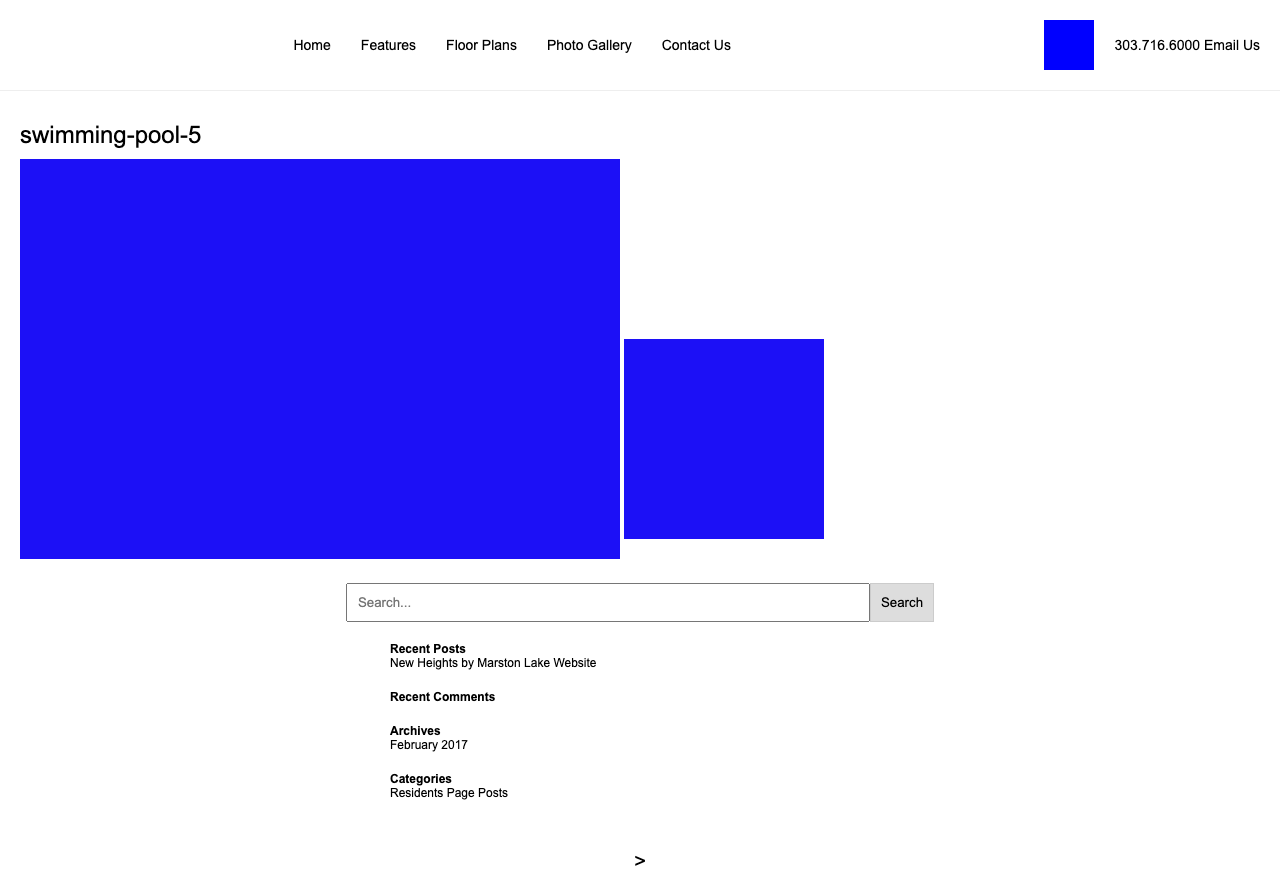 Home Features Floor Plans Photo Gallery Contact Us 303.716.6000 Email Us
swimming-pool-5
Search... Search
Recent Posts
New Heights by Marston Lake Website
Recent Comments
Archives
February 2017
Categories
Residents Page Posts
>